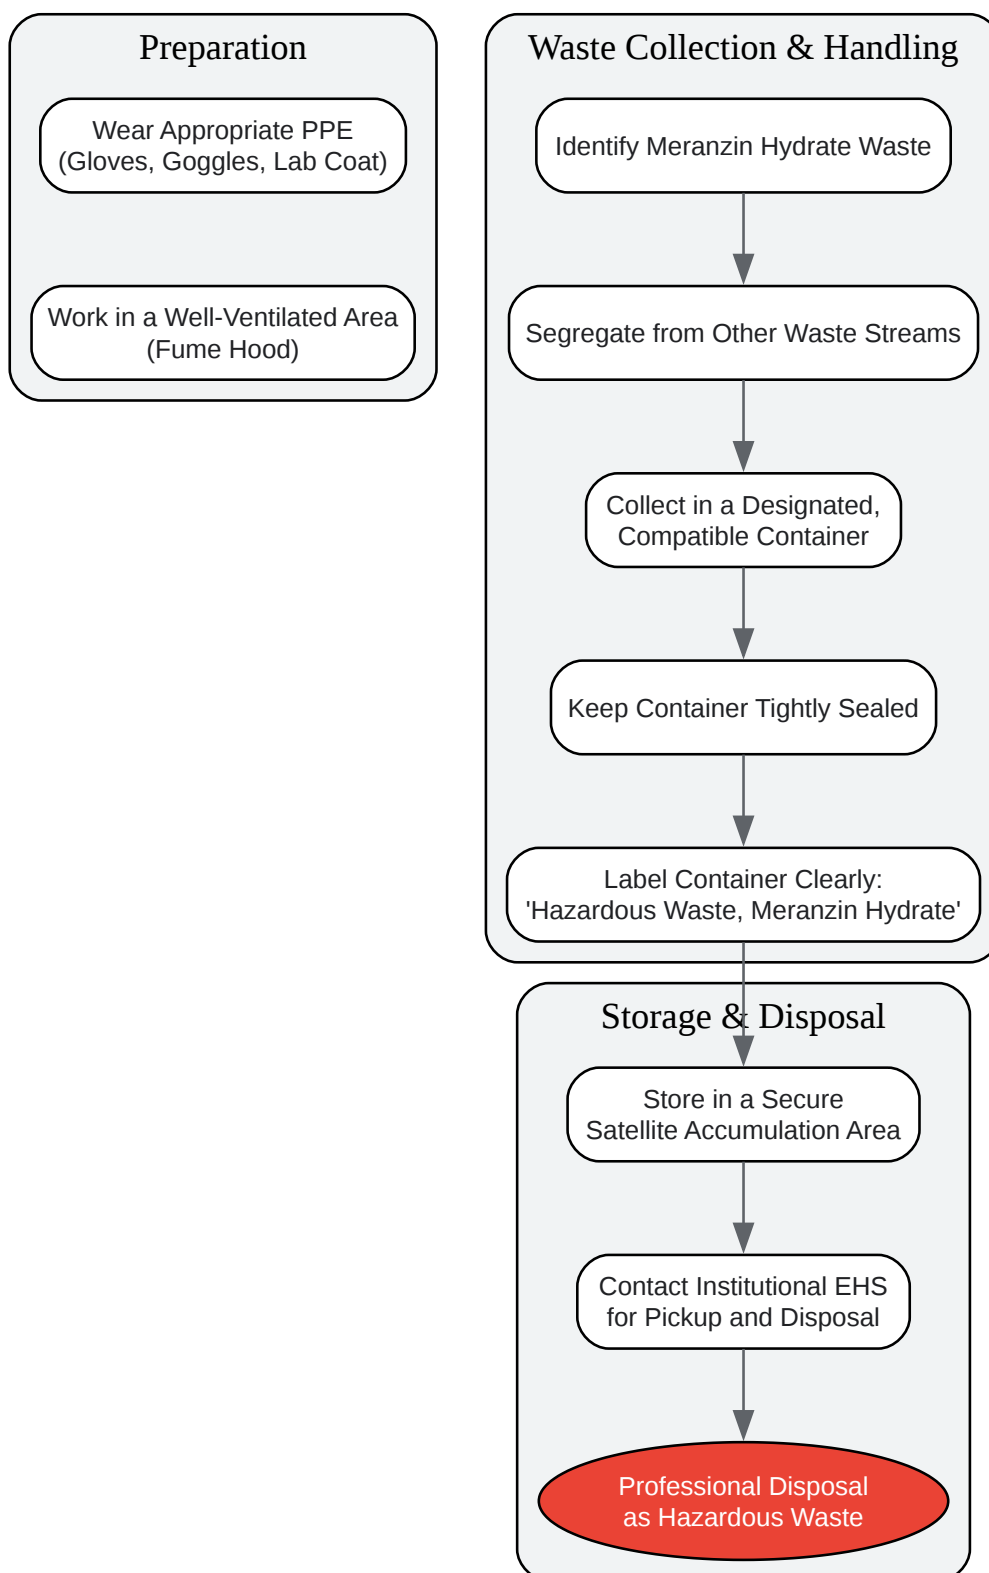 Preparation
Wear Appropriate PPE
(Gloves, Goggles, Lab Coat)
Work in a Well-Ventilated Area
(Fume Hood)
Waste Collection & Handling
Identify Meranzin Hydrate Waste
Segregate from Other Waste Streams
Collect in a Designated,
Compatible Container
Keep Container Tightly Sealed
Label Container Clearly:
'Hazardous Waste, Meranzin Hydrate'
Storage & Disposal
Store in a Secure
Satellite Accumulation Area
Contact Institutional EHS
for Pickup and Disposal
Professional Disposal
as Hazardous Waste